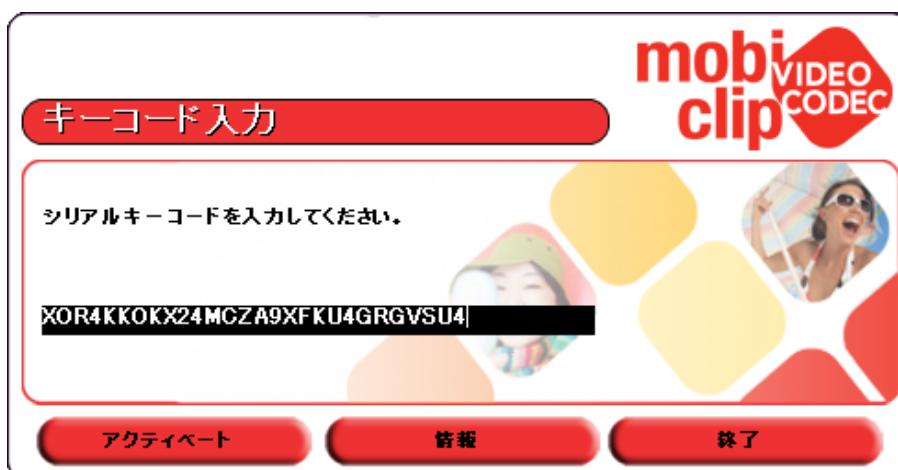 mobi
clip
VIDEO
CODEC
キーコード入力
シリアルキーコードを入力してください。
XOR4KKOKX24MCZA9XFKU4GRGVSU4
アクティベート
情報
終了